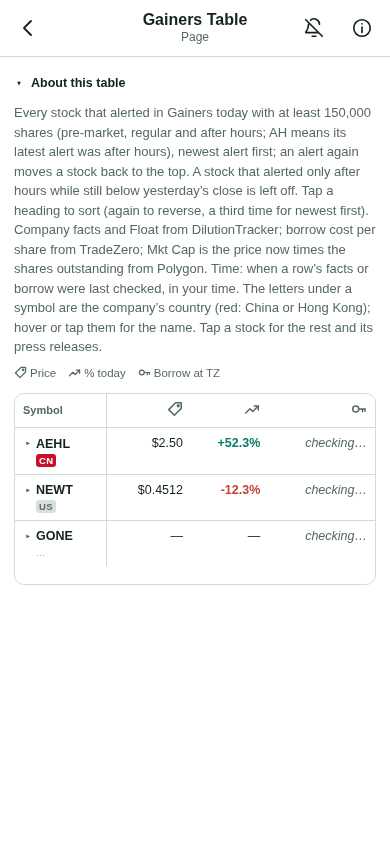 Gainers Table
Page
About this table
Every stock that alerted in Gainers today with at least 150,000
shares (pre-market, regular and after hours; AH means its
latest alert was after hours), newest alert first; an alert again
moves a stock back to the top. A stock that alerted only after
hours while still below yesterday's close is left off. Tap a
heading to sort (again to reverse, a third time for newest first).
Company facts and Float from DilutionTracker; borrow cost per
share from TradeZero; Mkt Cap is the price now times the
shares outstanding from Polygon. Time: when a row's facts or
borrow were last checked, in your time. The letters under a
symbol are the company's country (red: China or Hong Kong);
hover or tap them for the name. Tap a stock for the rest and its
press releases.
Price % today Borrow at TZ
Symbol
AEHL $2.50 +52.3% checking…
CN
NEWT $0.4512 -12.3% checking…
US
GONE — — checking…
…